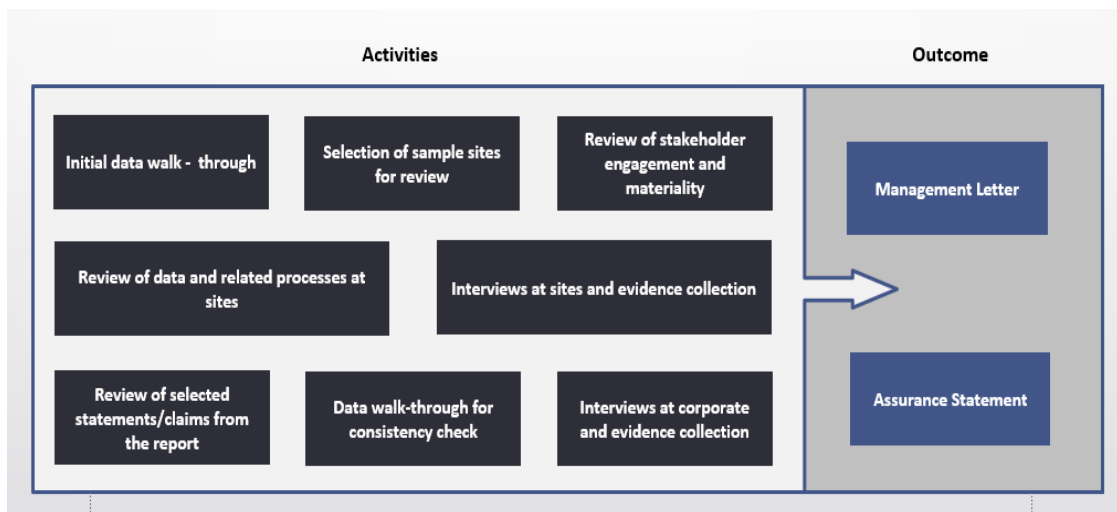 Activities
Outcome
Initial data walk -  through
Selection of sample sites
for review
Review of stakeholder
engagement and
materiality
Management Letter
Review of data and related processes at
sites
Interviews at sites and evidence collection
Review of selected
statements/claims from
the report
Data walk-through for
consistency check
Interviews at corporate
and evidence collection
Assurance Statement